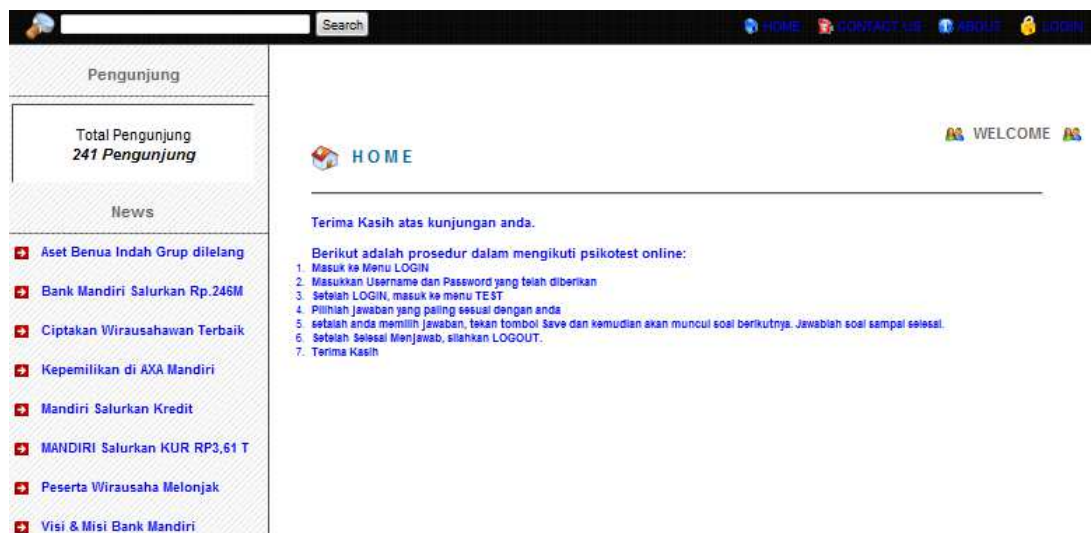 Search
HOME CONTACT US ABOUT LOGIN
Pengunjung
Total Pengunjung
241 Pengunjung
News
Aset Benua Indah Grup dilelang
Bank Mandiri Salurkan Rp.246M
Ciptakan Wirausahawan Terbaik
Kepemilikan di AXA Mandiri
Mandiri Salurkan Kredit
MANDIRI Salurkan KUR RP3,61 T
Peserta Wirausaha Melonjak
Visi & Misi Bank Mandiri
WELCOME
HOME
Terima Kasih atas kunjungan anda.
Berikut adalah prosedur dalam mengikuti psikotest online:
1. Masuk ke Menu LOGIN
2. Masukkan Username dan Password yang telah diberikan
3. Setelah LOGIN, masuk ke menu TEST
4. Pilihlah jawaban yang paling sesuai dengan anda
5. setalah anda memilih jawaban, tekan tombol Save dan kemudian akan muncul soal berikutnya. Jawablah soal sampai selesai.
6. Setelah Selesai Menjawab, silahkan LOGOUT.
7. Terima Kasih